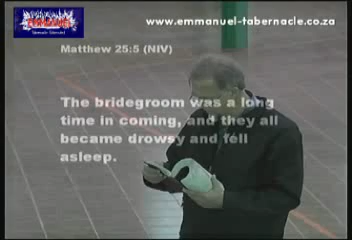 www.emmanuel-tabernacle.co.za
Matthew 25:5 (NIV)
The bridegroom was a long
time in coming, and they all
became drowsy and fell
asleep.